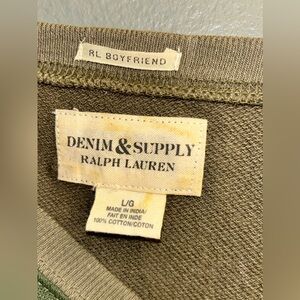 RL BOYFRIEND
DENIM & SUPPLY
RALPH LAUREN
L/G
MADE IN INDIA/
FAIT EN INDE
100% COTTON/COTON